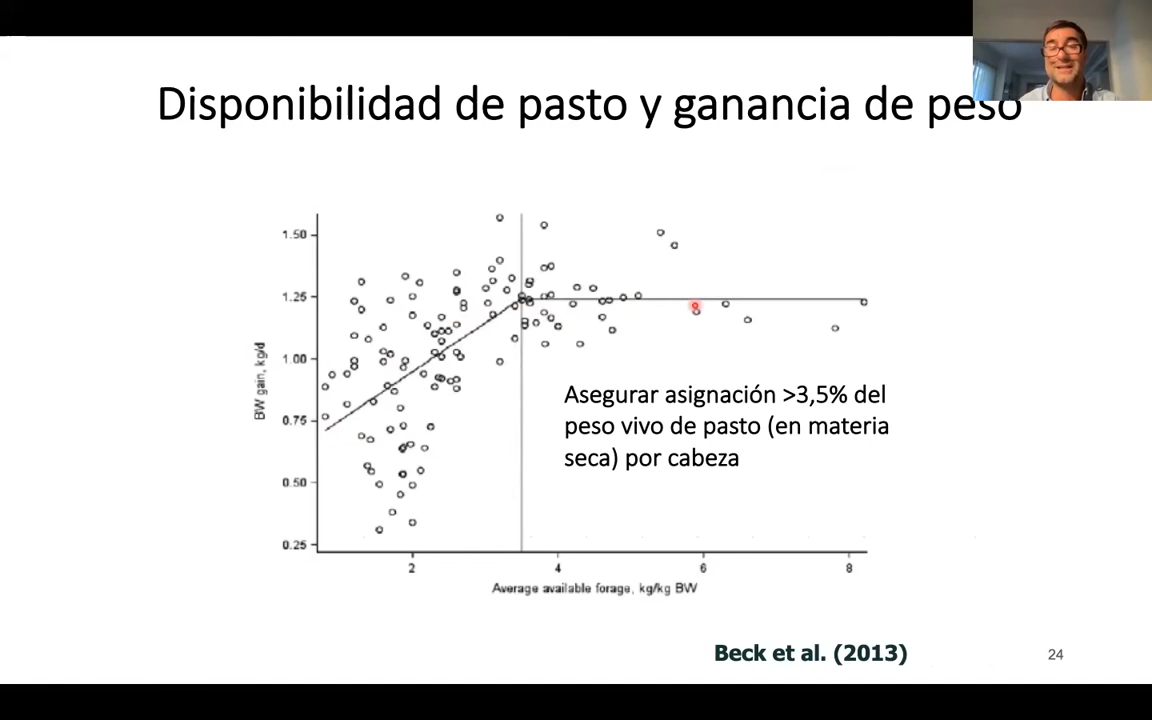 Disponibilidad de pasto y ganancia de peso
1.50
1.25
1.00
0.75
0.50
0.25
BW gain, kg/d
2
4
6
8
Average available forage, kg/kg BW
Asegurar asignación >3,5% del
peso vivo de pasto (en materia
seca) por cabeza
Beck et al. (2013)
24